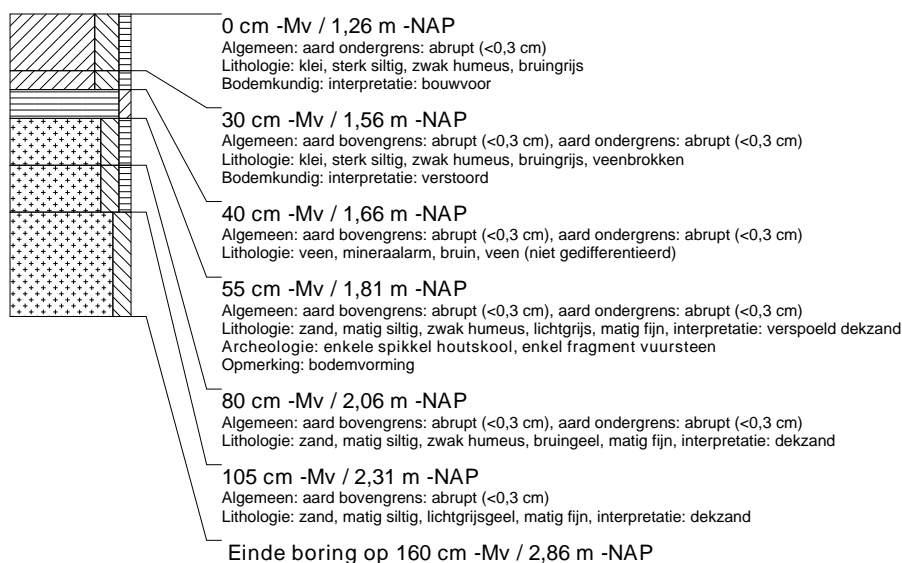 0 cm -Mv / 1,26 m -NAP
Algemeen: aard ondergrens: abrupt (<0,3 cm)
Lithologie: klei, sterk siltig, zwak humeus, bruingrijs
Bodemkundig: interpretatie: bouwvoor
30 cm -Mv / 1,56 m -NAP
Algemeen: aard bovengrens: abrupt (<0,3 cm), aard ondergrens: abrupt (<0,3 cm)
Lithologie: klei, sterk siltig, zwak humeus, bruingrijs, veenbrokken
Bodemkundig: interpretatie: verstoord
40 cm -Mv / 1,66 m -NAP
Algemeen: aard bovengrens: abrupt (<0,3 cm), aard ondergrens: abrupt (<0,3 cm)
Lithologie: veen, mineraalarm, bruin, veen (niet gedifferentieerd)
55 cm -Mv / 1,81 m -NAP
Algemeen: aard bovengrens: abrupt (<0,3 cm), aard ondergrens: abrupt (<0,3 cm)
Lithologie: zand, matig siltig, zwak humeus, lichtgrijs, matig fijn, interpretatie: verspoeld dekzand
Archeologie: enkele spikkel houtskool, enkel fragment vuursteen
Opmerking: bodemvorming
80 cm -Mv / 2,06 m -NAP
Algemeen: aard bovengrens: abrupt (<0,3 cm), aard ondergrens: abrupt (<0,3 cm)
Lithologie: zand, matig siltig, zwak humeus, bruingeel, matig fijn, interpretatie: dekzand
105 cm -Mv / 2,31 m -NAP
Algemeen: aard bovengrens: abrupt (<0,3 cm)
Lithologie: zand, matig siltig, lichtgrijsgeel, matig fijn, interpretatie: dekzand
Einde boring op 160 cm -Mv / 2,86 m -NAP